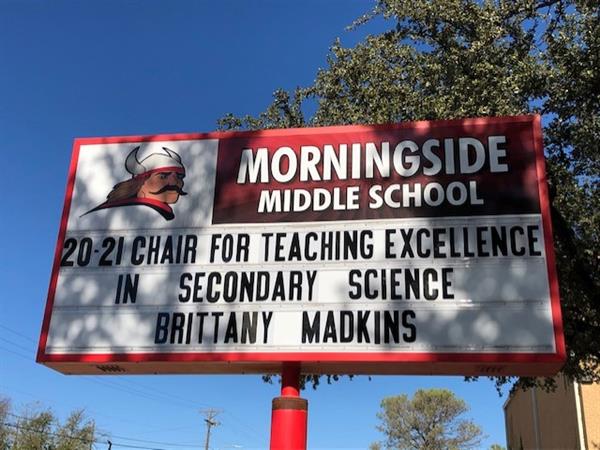 MORNINGSIDE
MIDDLE SCHOOL
20-21 CHAIR FOR TEACHING EXCELLENCE
IN SECONDARY SCIENCE
BRITTANY MADKINS